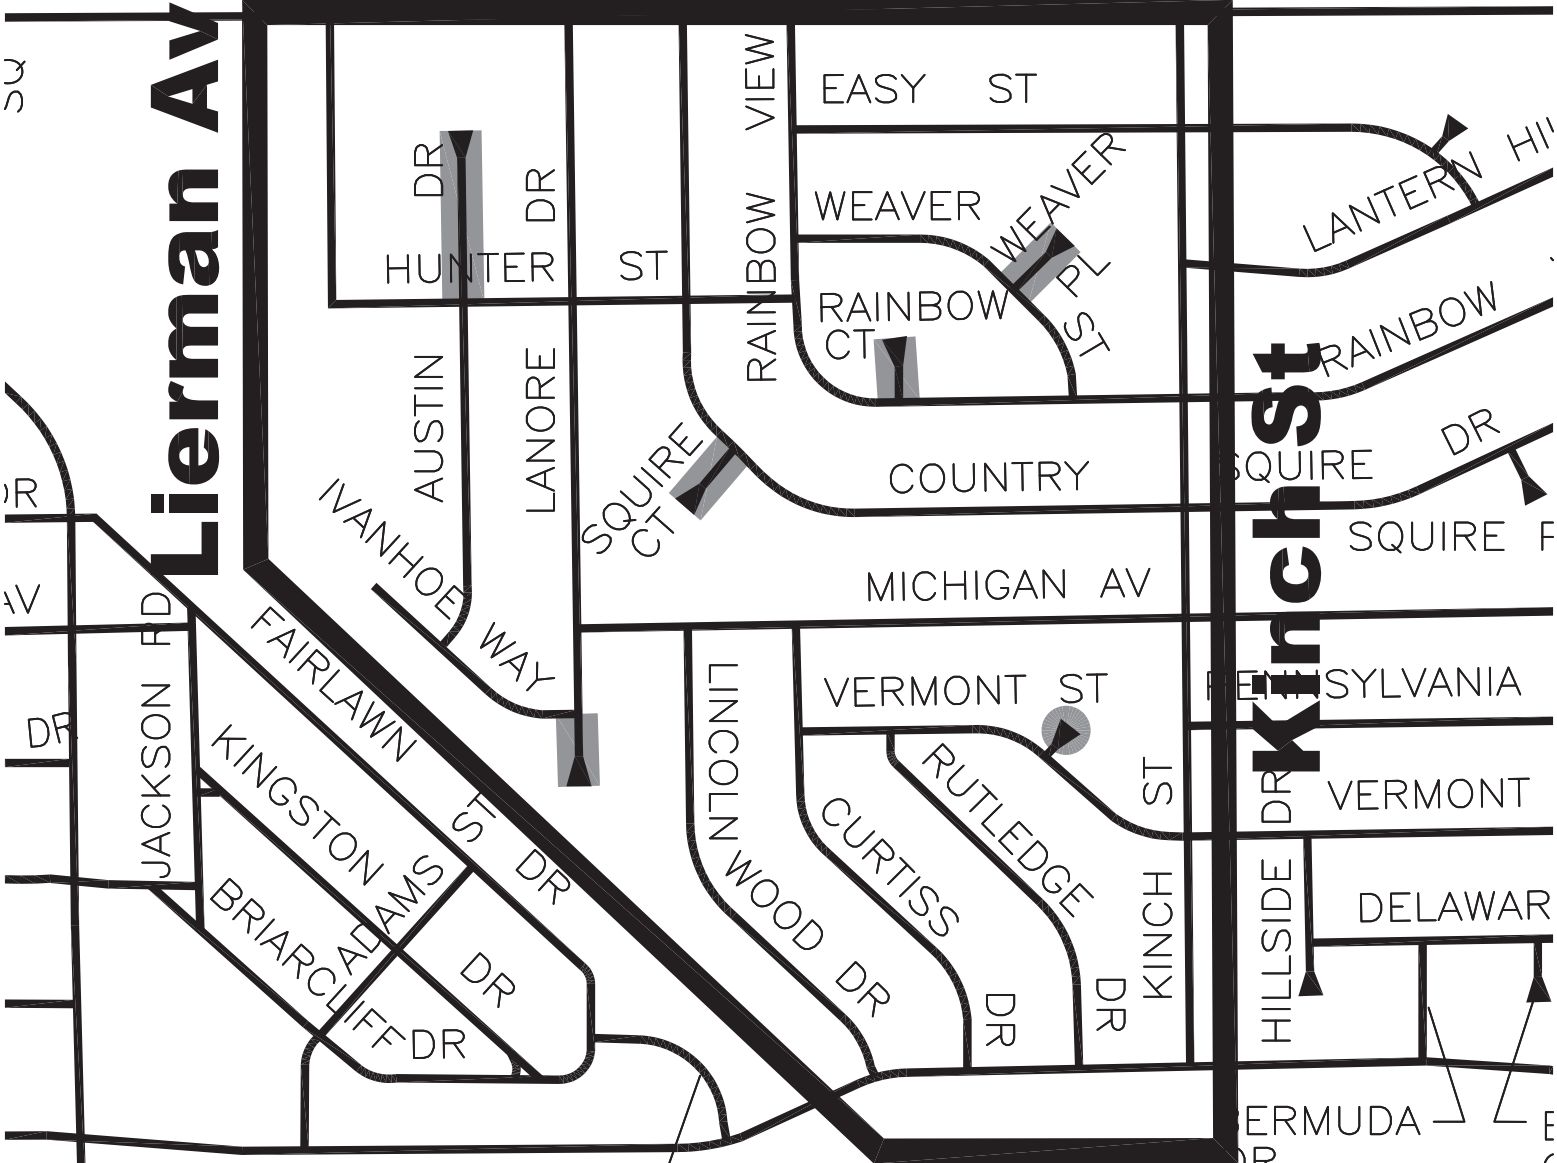 SQ
Lierman Av
VIEW
EASY ST
DR
DR
WEAVER
WEAVER
PL
ST
LANTERN
HUNTER ST
RAINBOW
RAINBOW
CT
RAINBOW
AUSTIN
LANORE
Kinch St
SQUIRE
CT
COUNTRY
SQUIRE
DR
DR
SQUIRE
IVANHOE
WAY
MICHIGAN AV
AV
JACKSON RD
FAIRLAWN
DR
LINCOLN
WOOD DR
VERMONT ST
PENNSYLVANIA
DR
KINGSTON
DR
ADAMS
ST
BRIARCLIFF DR
CURTISS
DR
RUTLEDGE
DR
KINCH ST
HILLSIDE DR
VERMONT
DELAWAR
BERMUDA
DR